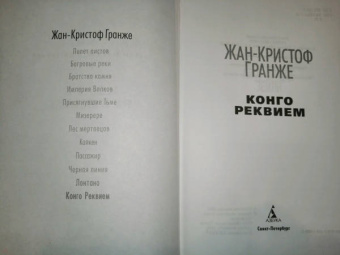 Жан-Кристоф Гранже
Полет аистов
Багровые реки
Братство камня
Империя Волков
Присягнувшие Тьме
Мизерере
Лес мертвецов
Кайкен
Пассажир
Черная линия
Лонтано
Конго Реквием
ЖАН-КРИСТОФ
ГРАНЖЕ
КОНГО
РЕКВИЕМ
АЗБУКА
Санкт-Петербург